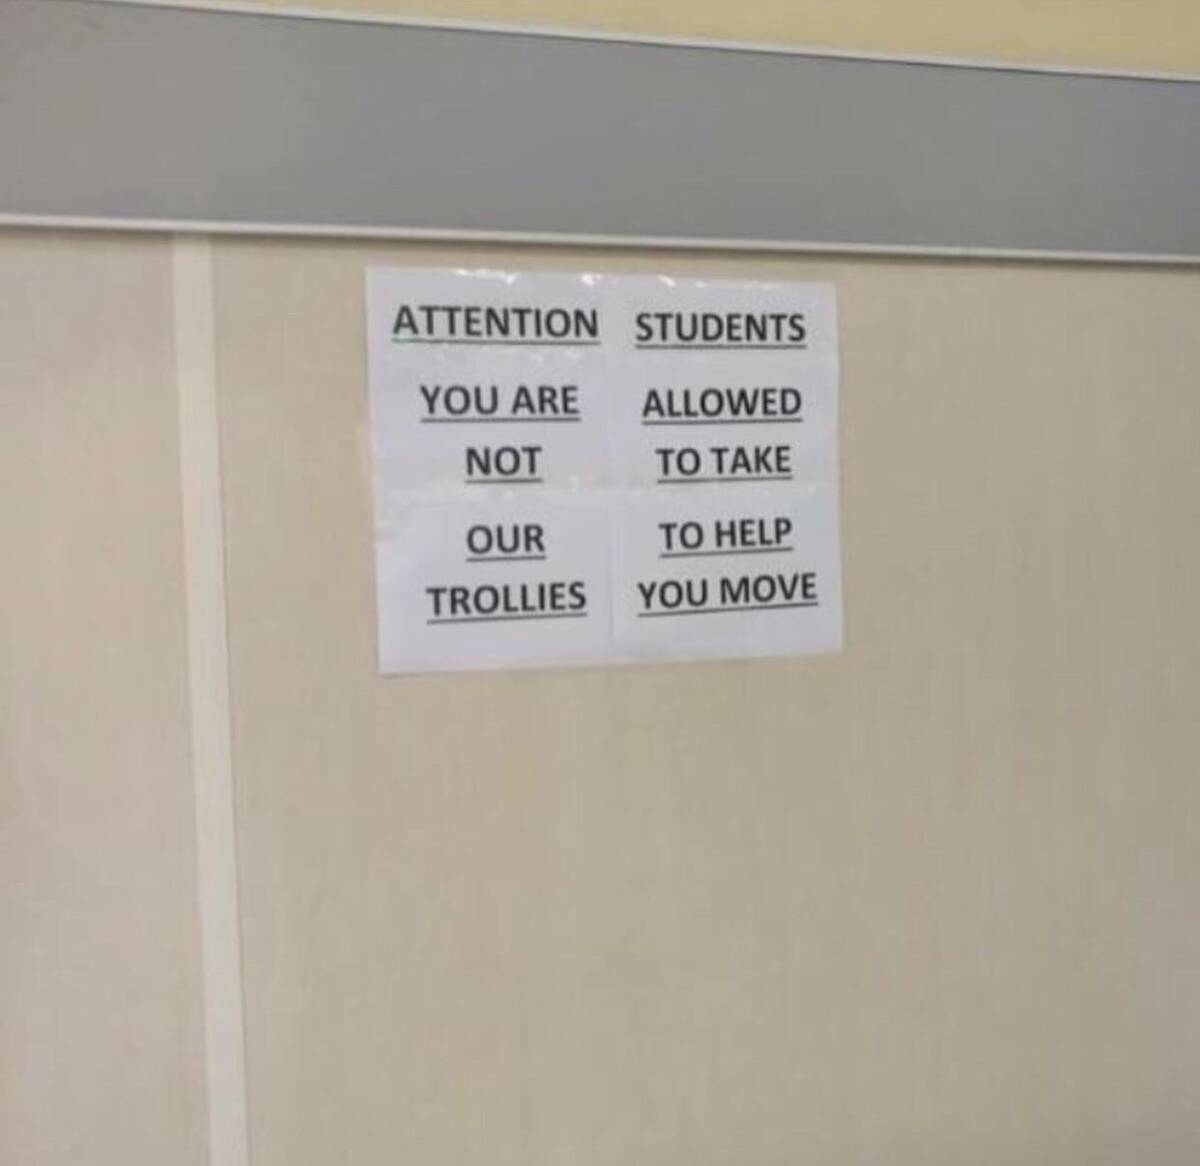 ATTENTION STUDENTS
YOU ARE ALLOWED
NOT TO TAKE
OUR TO HELP
TROLLIES YOU MOVE